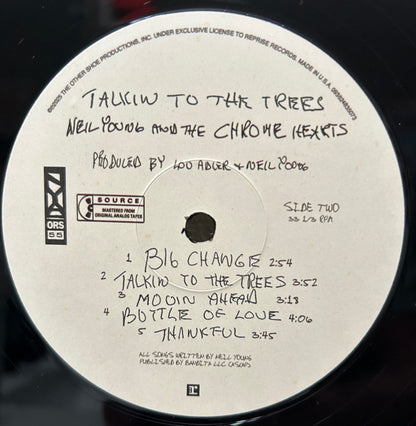 ©2025 THE OTHER SHOE PRODUCTIONS, INC. UNDER EXCLUSIVE LICENSE TO REPRISE RECORDS. MADE IN U.S.A.
TALKIN TO THE TREES
NEIL YOUNG AND THE CHROME HEARTS
PRODUCED BY LOU ADLER + NEIL YOUNG
SOURCE
MASTERED FROM
ORIGINAL ANALOG TAPES
ORS
55
SIDE TWO
33 1/3 RPM
1 BIG CHANGE 2:54
2 TALKIN TO THE TREES 3:52
3 MOVIN AHEAD 3:18
4 BOTTLE OF LOVE 4:06
5 THANKFUL 3:45
ALL SONGS WRITTEN BY NEIL YOUNG
PUBLISHED BY
LLC
r